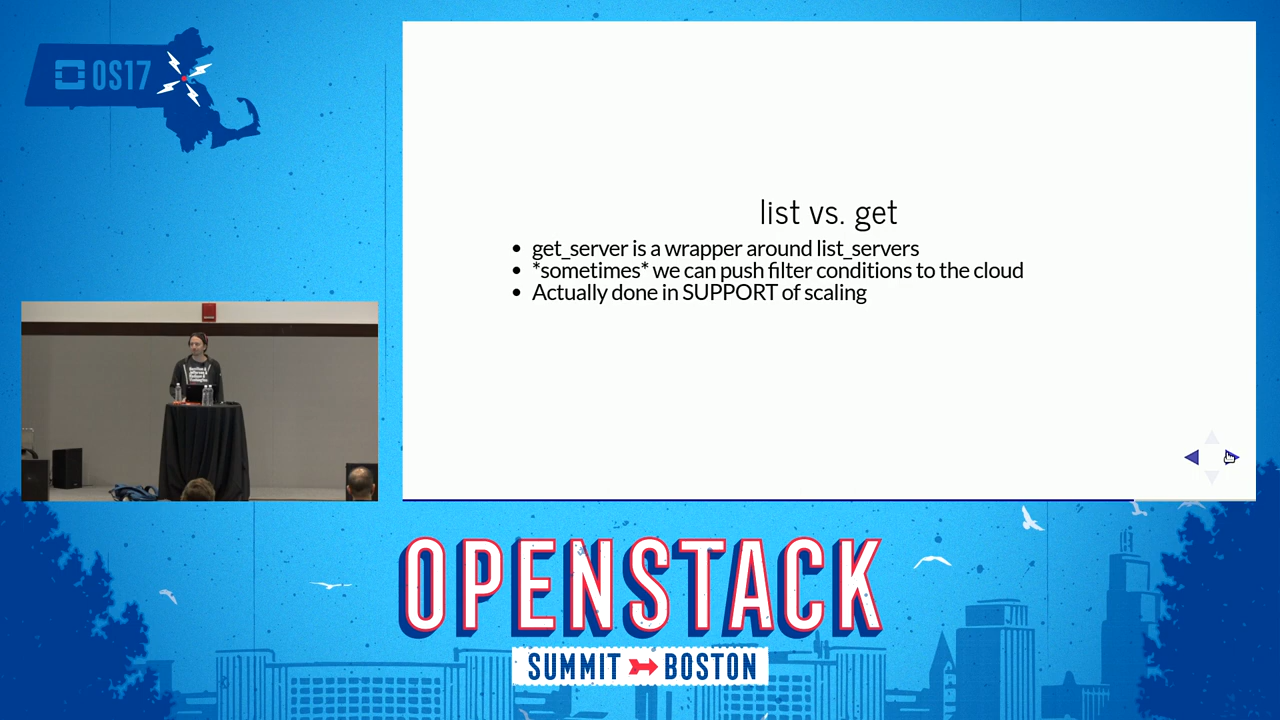 OS17
list vs. get
get_server is a wrapper around list_servers
*sometimes* we can push filter conditions to the cloud
Actually done in SUPPORT of scaling
OPENSTACK
SUMMIT BOSTON